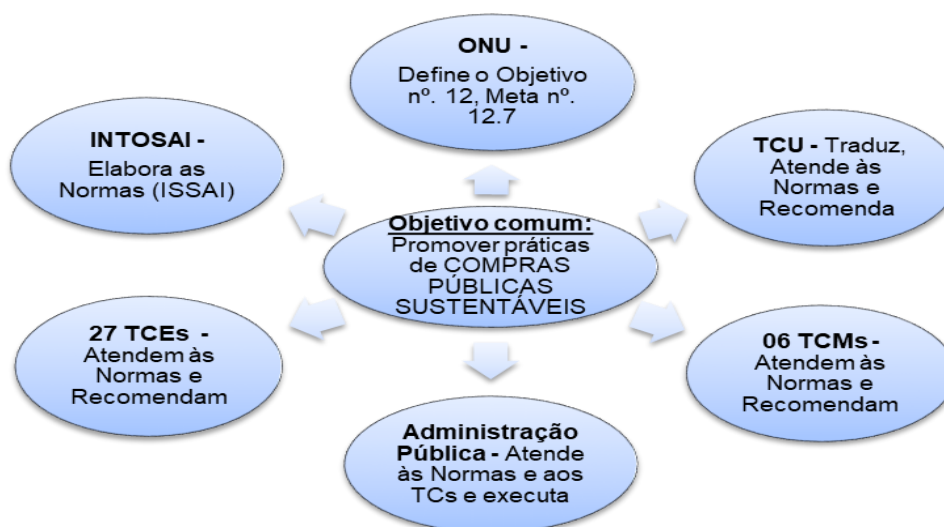 ONU -
Define o Objetivo
nº. 12, Meta nº.
12.7
INTOSAI -
Elabora as
Normas (ISSAI)
TCU - Traduz,
Atende às
Normas e
Recomenda
Objetivo comum:
Promover práticas
de COMPRAS
PÚBLICAS
SUSTENTÁVEIS
27 TCEs -
Atendem às
Normas e
Recomendam
06 TCMs -
Atendem às
Normas e
Recomendam
Administração
Pública - Atende
às Normas e aos
TCs e executa